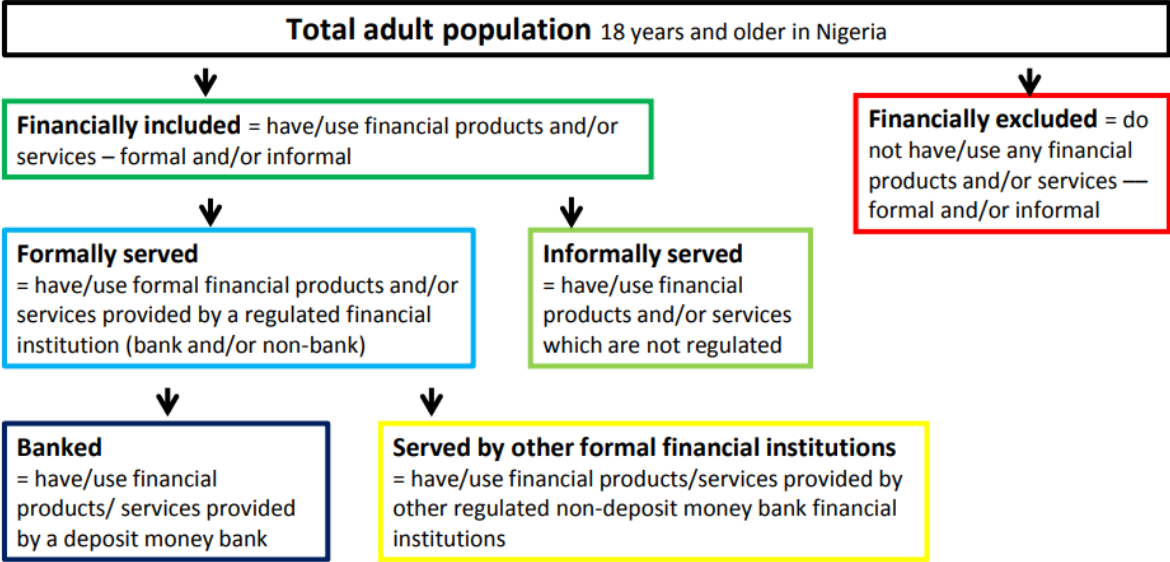 Total adult population 18 years and older in Nigeria
Financially included = have/use financial products and/or
services – formal and/or informal
Financially excluded = do
not have/use any financial
products and/or services —
formal and/or informal
Formally served
= have/use formal financial products and/or
services provided by a regulated financial
institution (bank and/or non-bank)
Informally served
= have/use financial
products and/or services
which are not regulated
Banked
= have/use financial
products/ services provided
by a deposit money bank
Served by other formal financial institutions
= have/use financial products/services provided by
other regulated non-deposit money bank financial
institutions